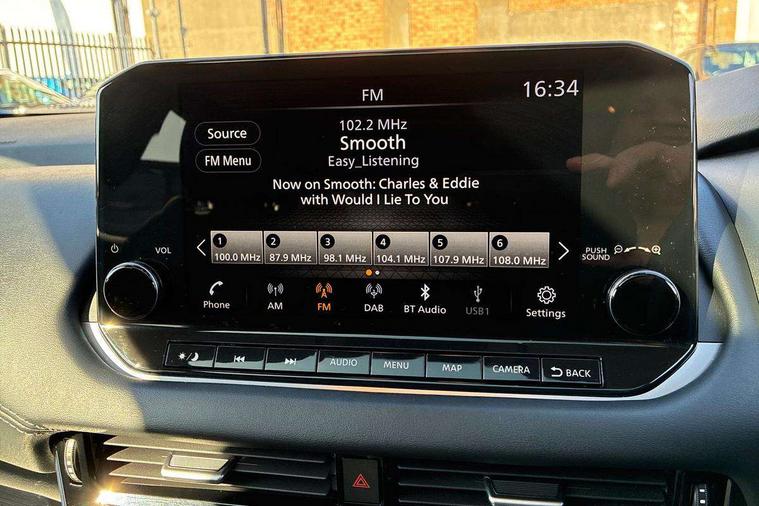 FM
16:34
102.2 MHz
Source
Smooth
FM Menu
Easy_Listening
Now on Smooth: Charles & Eddie
with Would I Lie To You
1 2 3 4 5 6
100.0 MHz 87.9 MHz 98.1 MHz 104.1 MHz 107.9 MHz 108.0 MHz
VOL
PUSH
SOUND
Phone AM FM DAB BT Audio USB1 Settings
AUDIO MENU MAP CAMERA BACK